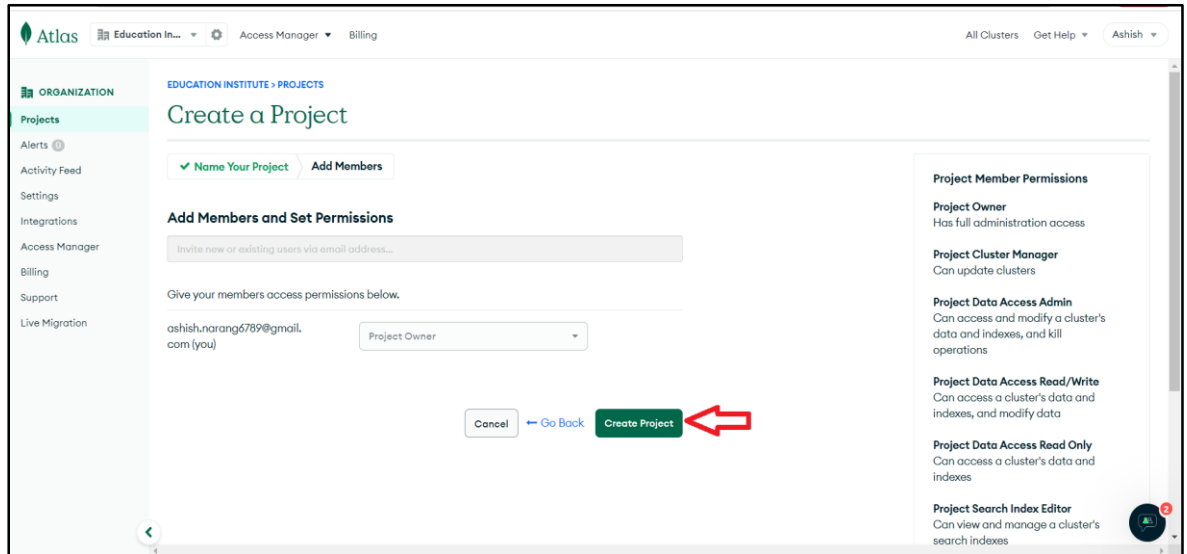 Atlas
Education In...
Access Manager
Billing
All Clusters
Get Help
Ashish
ORGANIZATION
Projects
Alerts 0
Activity Feed
Settings
Integrations
Access Manager
Billing
Support
Live Migration
EDUCATION INSTITUTE > PROJECTS
Create a Project
Name Your Project
Add Members
Add Members and Set Permissions
Invite new or existing users via email address...
Give your members access permissions below.
ashish.narang6789@gmail.
com (you)
Project Owner
Cancel
Go Back
Create Project
Project Member Permissions
Project Owner
Has full administration access
Project Cluster Manager
Can update clusters
Project Data Access Admin
Can access and modify a cluster's
data and indexes, and kill
operations
Project Data Access Read/Write
Can access a cluster's data and
indexes, and modify data
Project Data Access Read Only
Can access a cluster's data and
indexes
Project Search Index Editor
Can view and manage a cluster's
search indexes
2